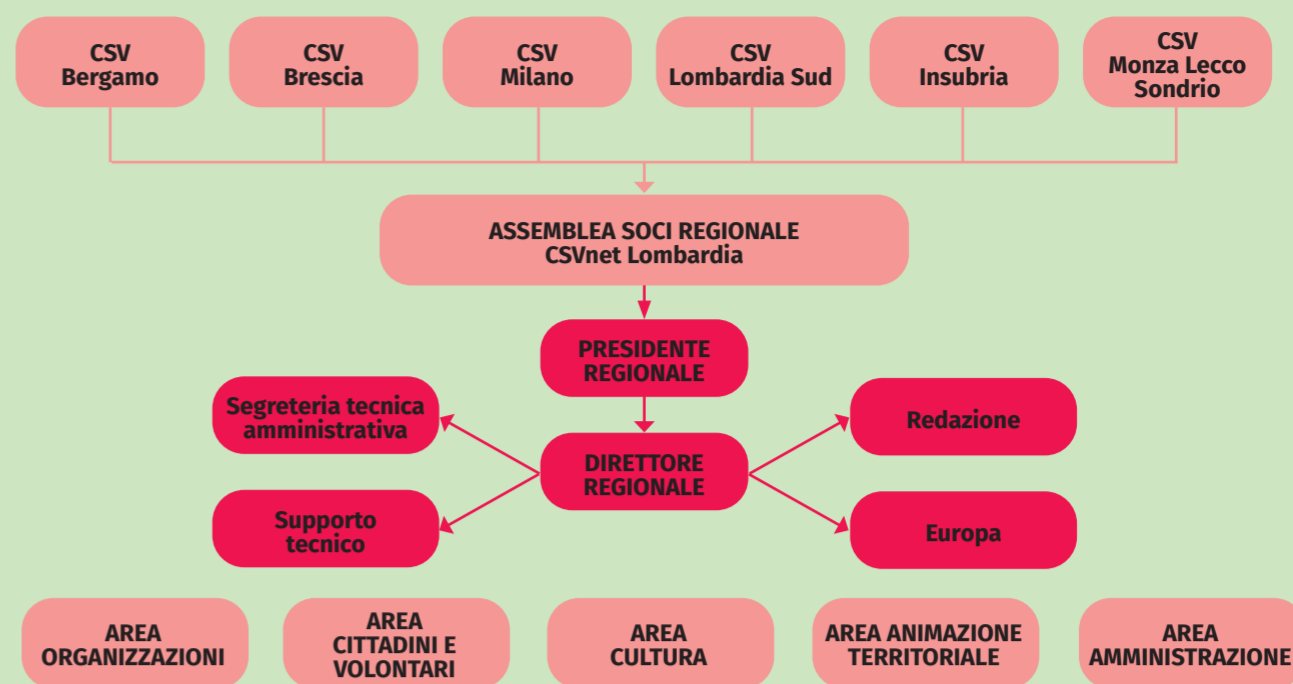 CSV
Bergamo
CSV
Brescia
CSV
Milano
CSV
Lombardia Sud
CSV
Insubria
CSV
Monza Lecco
Sondrio
ASSEMBLEA SOCI REGIONALE
CSVnet Lombardia
PRESIDENTE
REGIONALE
Segreteria tecnica
amministrativa
Redazione
DIRETTORE
REGIONALE
Supporto
tecnico
Europa
AREA
ORGANIZZAZIONI
AREA
CITTADINI E
VOLONTARI
AREA
CULTURA
AREA ANIMAZIONE
TERRITORIALE
AREA
AMMINISTRAZIONE